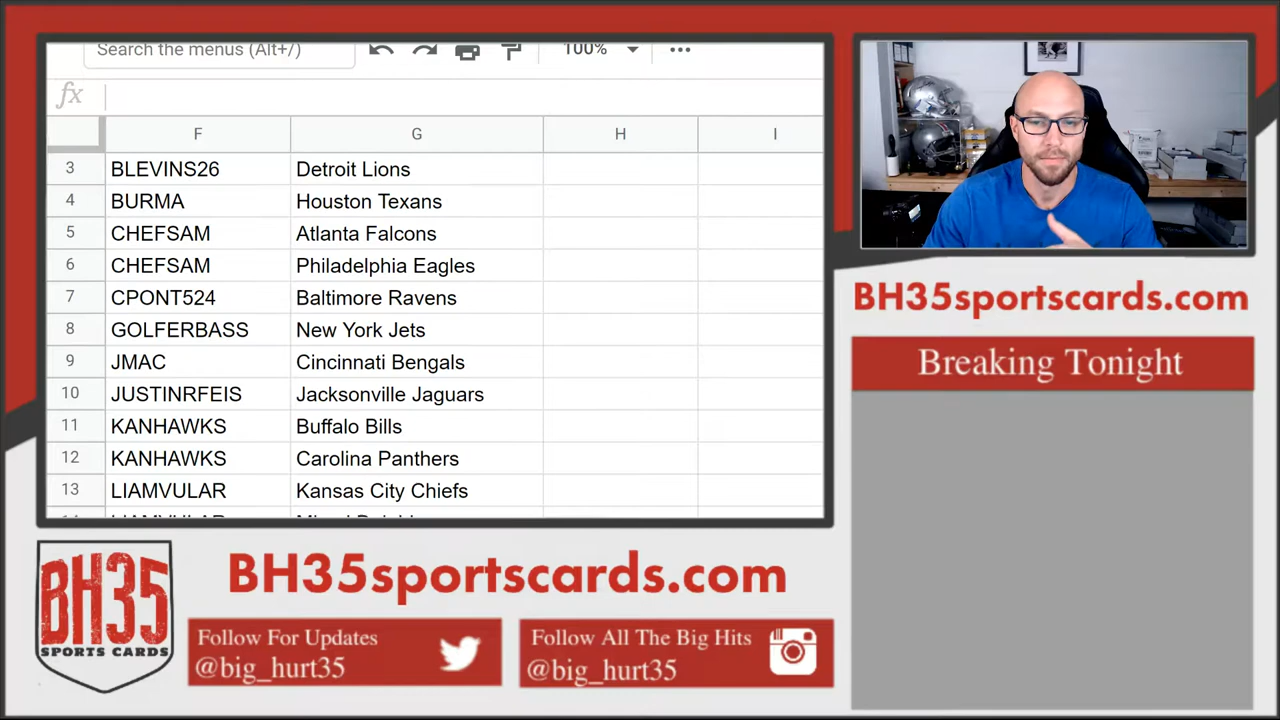 Search the menus (Alt+/)
100%
fx
F G H I
3 BLEVINS26 Detroit Lions
4 BURMA Houston Texans
5 CHEFSAM Atlanta Falcons
6 CHEFSAM Philadelphia Eagles
7 CPONT524 Baltimore Ravens
8 GOLFERBASS New York Jets
9 JMAC Cincinnati Bengals
10 JUSTINRFEIS Jacksonville Jaguars
11 KANHAWKS Buffalo Bills
12 KANHAWKS Carolina Panthers
13 LIAMVULAR Kansas City Chiefs
BH35sportscards.com
Breaking Tonight
BH35
SPORTS CARDS
BH35sportscards.com
Follow For Updates
@big_hurt35
Follow All The Big Hits
@big_hurt35